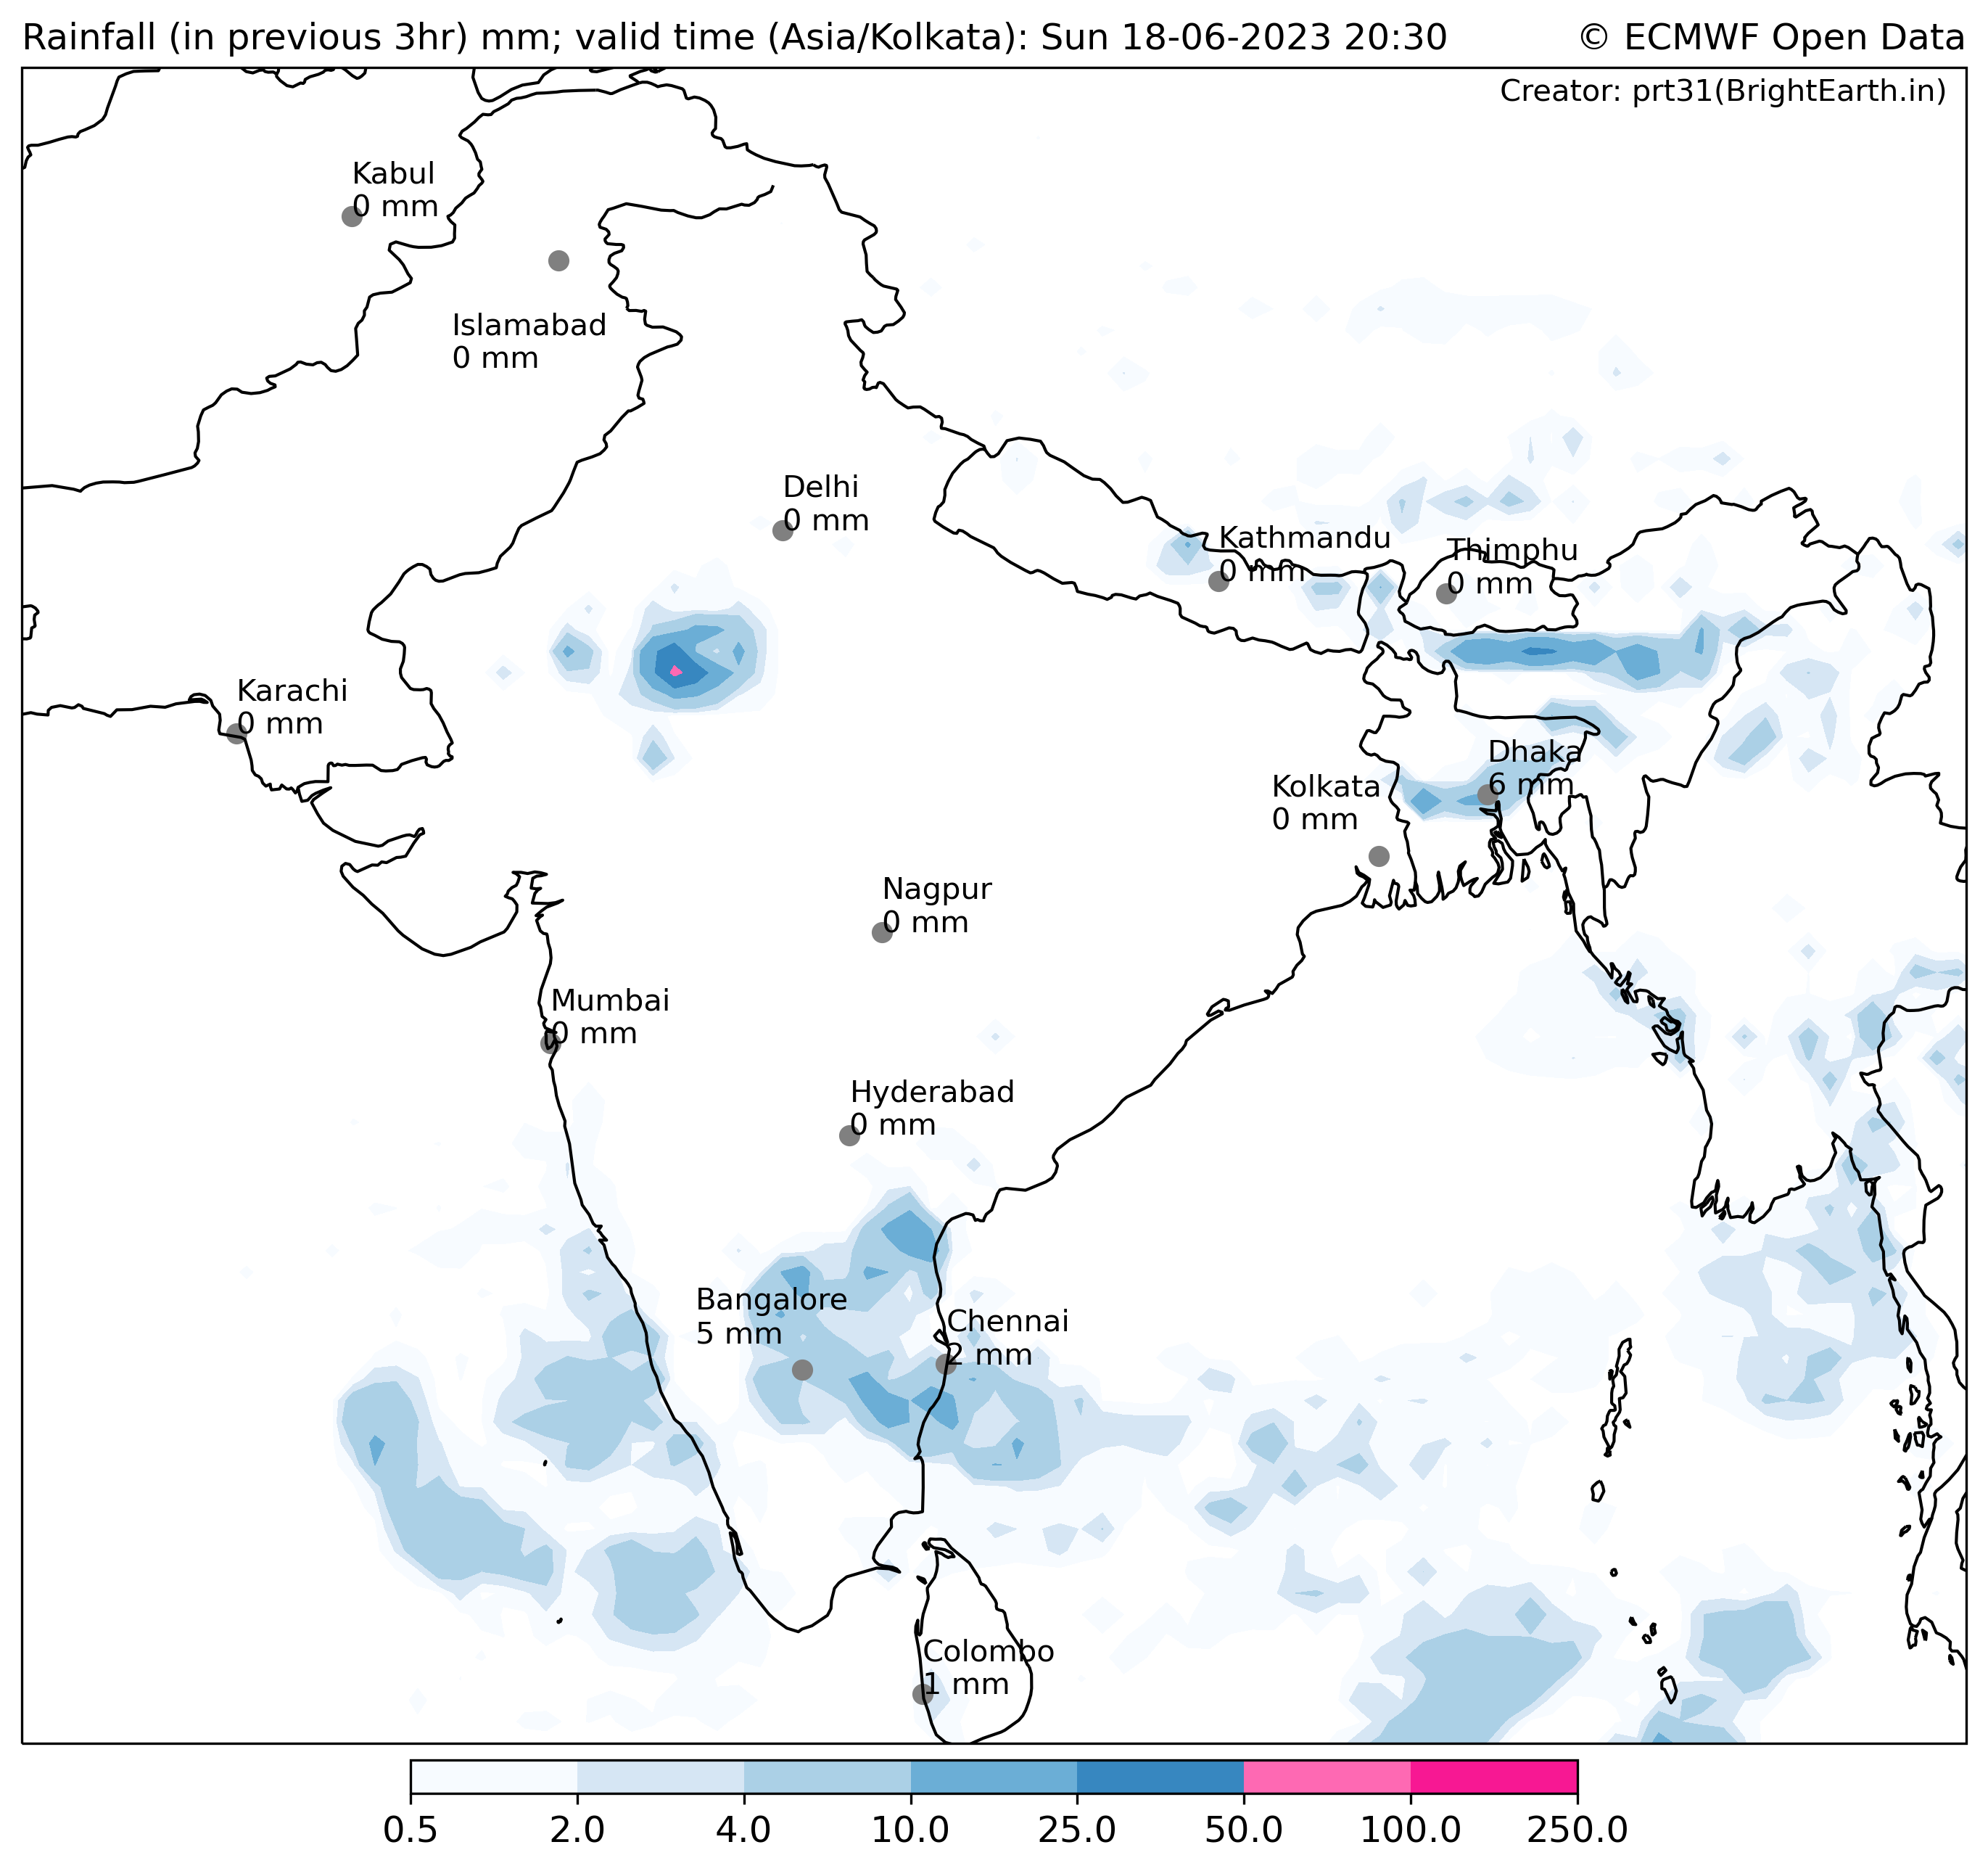 Rainfall (in previous 3hr) mm; valid time (Asia/Kolkata): Sun 18-06-2023 20:30
© ECMWF Open Data
Creator: prt31(BrightEarth.in)
Kabul
0 mm
Islamabad
0 mm
Delhi
0 mm
Kathmandu
0 mm
Thimphu
0 mm
Karachi
0 mm
Dhaka
6 mm
Kolkata
0 mm
Nagpur
0 mm
Mumbai
0 mm
Hyderabad
0 mm
Bangalore
5 mm
Chennai
2 mm
Colombo
1 mm
0.5 2.0 4.0 10.0 25.0 50.0 100.0 250.0